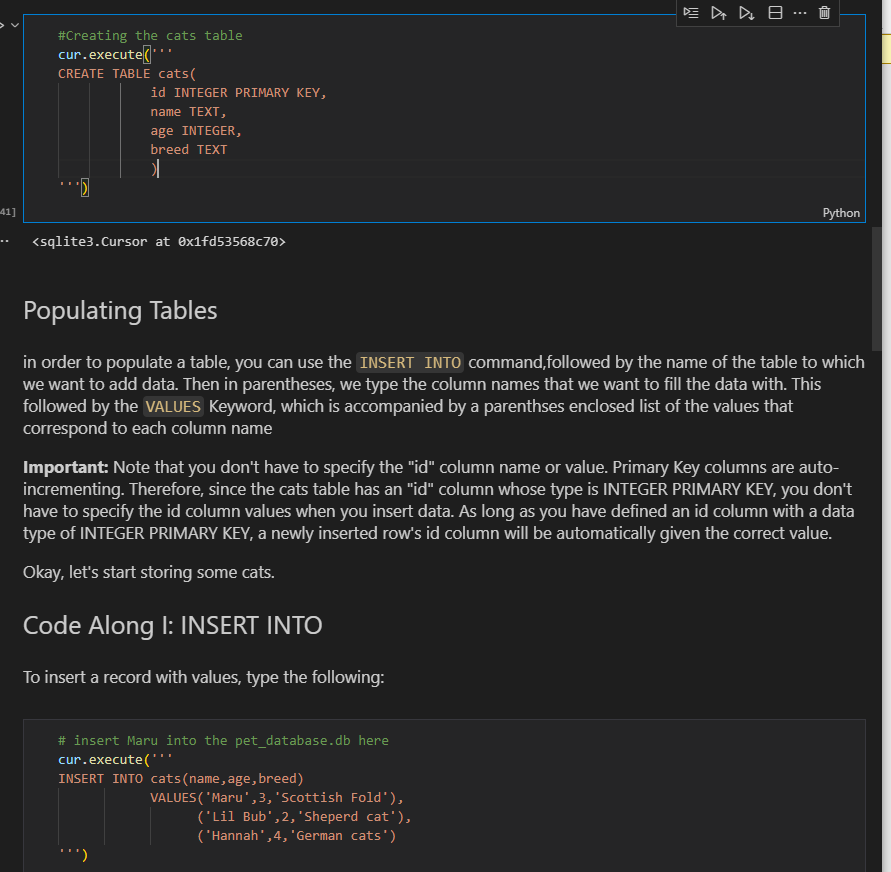 #Creating the cats table
cur.execute('''
CREATE TABLE cats(
id INTEGER PRIMARY KEY,
name TEXT,
age INTEGER,
breed TEXT
)
''')
41]
Python
<sqlite3.Cursor at 0x1fd53568c70>
Populating Tables
in order to populate a table, you can use the INSERT INTO command,followed by the name of the table to which
we want to add data. Then in parentheses, we type the column names that we want to fill the data with. This
followed by the VALUES Keyword, which is accompanied by a parenthses enclosed list of the values that
correspond to each column name
Important: Note that you don't have to specify the "id" column name or value. Primary Key columns are auto-
incrementing. Therefore, since the cats table has an "id" column whose type is INTEGER PRIMARY KEY, you don't
have to specify the id column values when you insert data. As long as you have defined an id column with a data
type of INTEGER PRIMARY KEY, a newly inserted row's id column will be automatically given the correct value.
Okay, let's start storing some cats.
Code Along I: INSERT INTO
To insert a record with values, type the following:
# insert Maru into the pet_database.db here
cur.execute('''
INSERT INTO cats(name,age,breed)
VALUES('Maru',3,'Scottish Fold'),
('Lil Bub',2,'Sheperd cat'),
('Hannah',4,'German cats')
''')